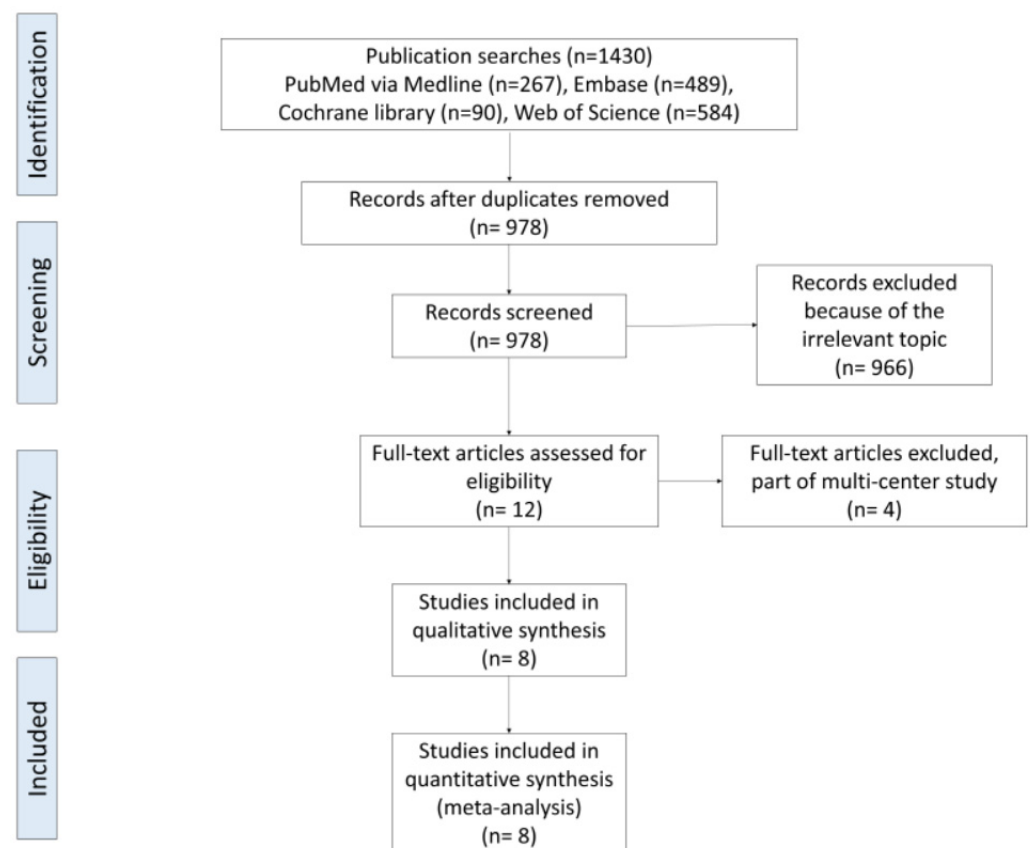 Identification
Publication searches (n=1430)
PubMed via Medline (n=267), Embase (n=489),
Cochrane library (n=90), Web of Science (n=584)
Records after duplicates removed
(n= 978)
Screening
Records screened
(n= 978)
Records excluded
because of the
irrelevant topic
(n= 966)
Eligibility
Full-text articles assessed for
eligibility
(n= 12)
Full-text articles excluded,
part of multi-center study
(n= 4)
Studies included in
qualitative synthesis
(n= 8)
Included
Studies included in
quantitative synthesis
(meta-analysis)
(n= 8)